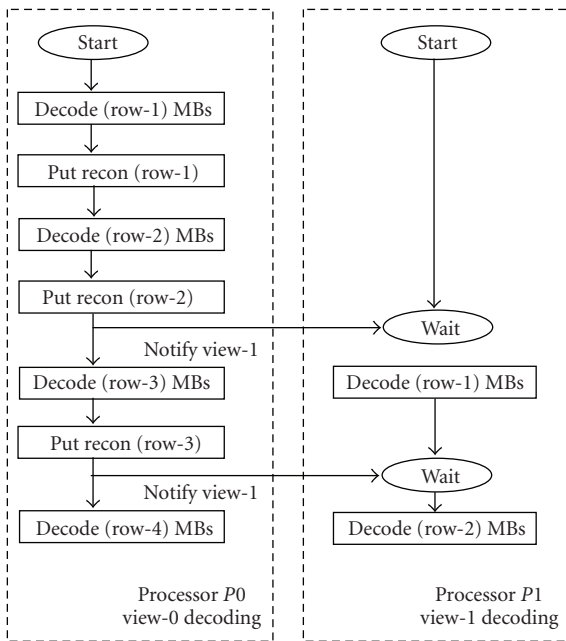 Start
Decode (row-1) MBs
Put recon (row-1)
Decode (row-2) MBs
Put recon (row-2)
Notify view-1
Decode (row-3) MBs
Put recon (row-3)
Notify view-1
Decode (row-4) MBs
Processor P0
view-0 decoding
Start
Wait
Decode (row-1) MBs
Wait
Decode (row-2) MBs
Processor P1
view-1 decoding